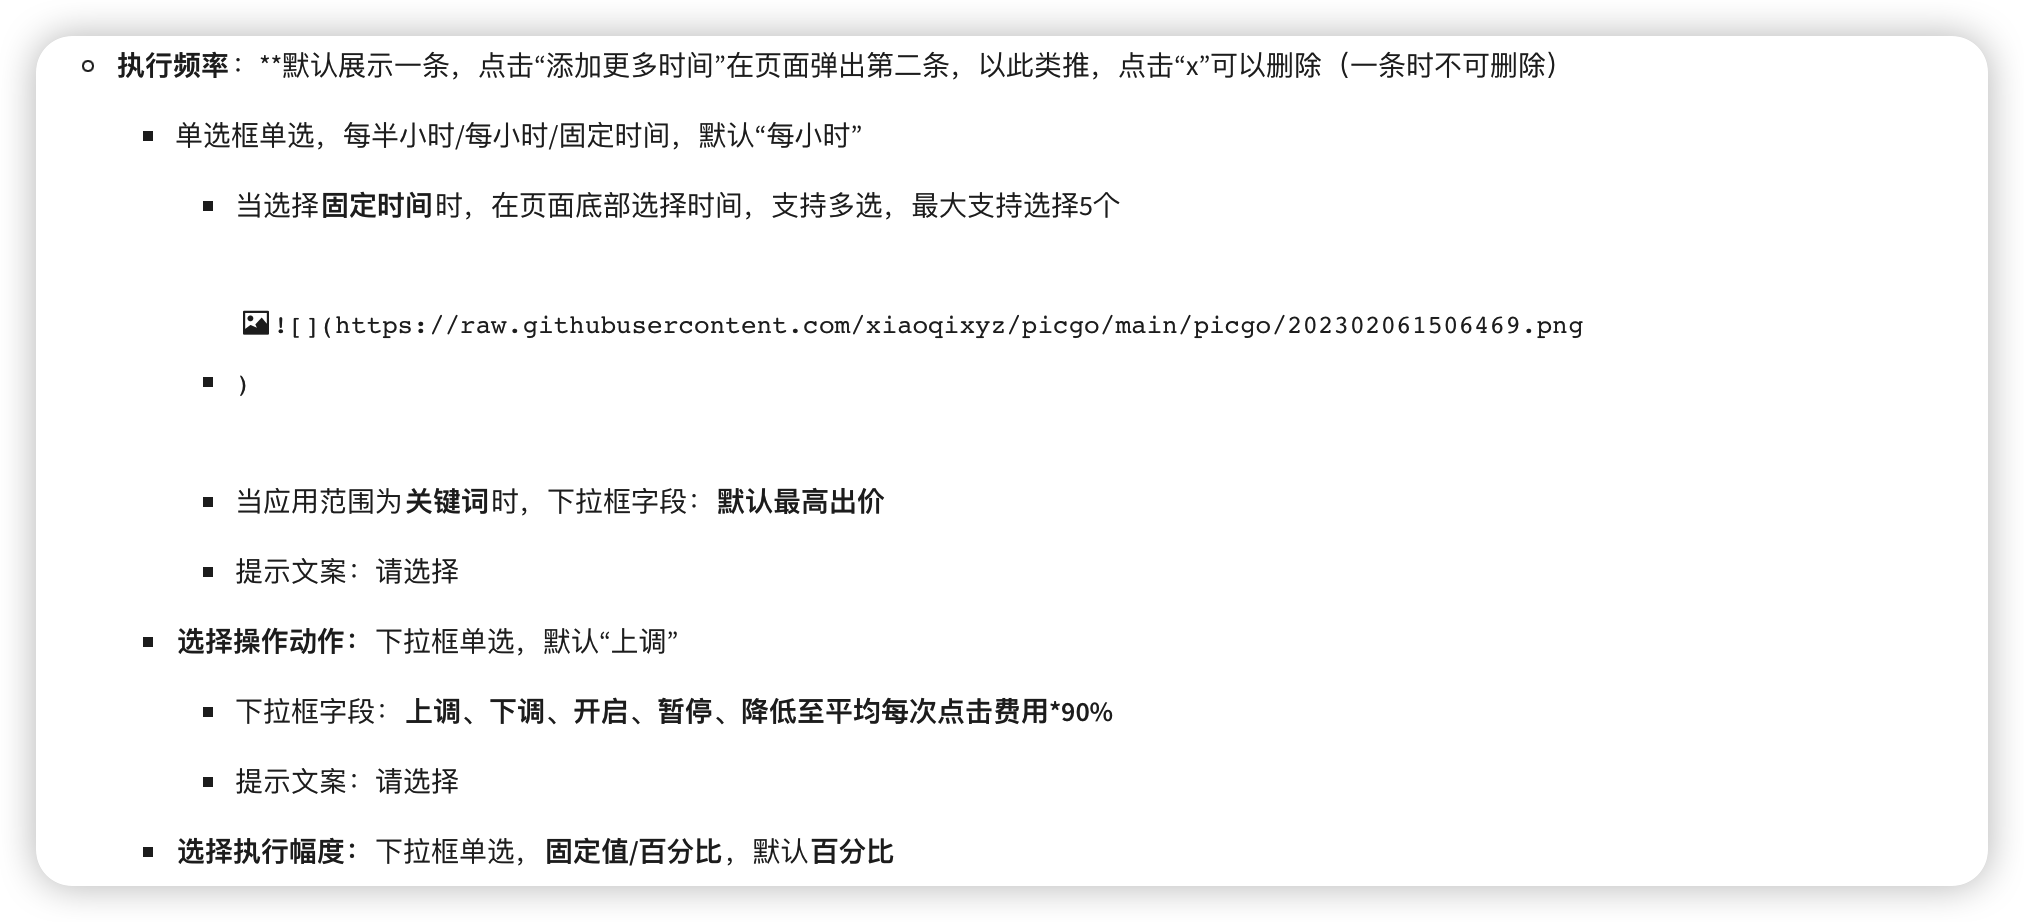 执行频率：**默认展示一条，点击“添加更多时间”在页面弹出第二条，以此类推，点击“x”可以删除（一条时不可删除）
单选框单选，每半小时/每小时/固定时间，默认“每小时”
当选择固定时间时，在页面底部选择时间，支持多选，最大支持选择5个
![](https://raw.githubusercontent.com/xiaoqixyz/picgo/main/picgo/202302061506469.png
)
当应用范围为关键词时，下拉框字段：默认最高出价
提示文案：请选择
选择操作动作：下拉框单选，默认“上调”
下拉框字段：上调、下调、开启、暂停、降低至平均每次点击费用*90%
提示文案：请选择
选择执行幅度：下拉框单选，固定值/百分比，默认百分比